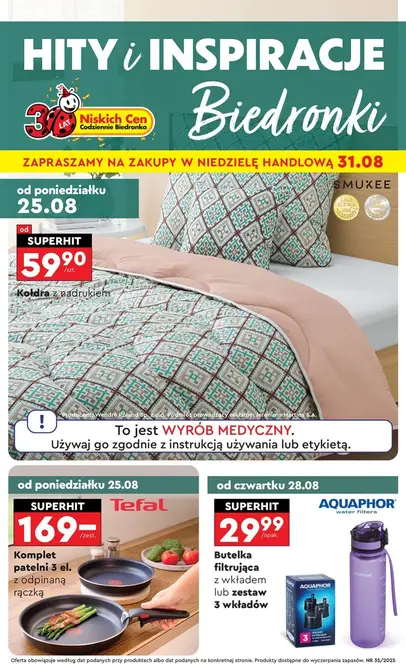 HITY i INSPIRACJE
Biedronki
30 LAT
Niskich Cen
Codziennie Biedronka
ZAPRASZAMY NA ZAKUPY W NIEDZIELĘ HANDLOWĄ 31.08
od poniedziałku
25.08
SMUKEE
od
SUPERHIT
59 90
/szt.
Kołdra z nadrukiem
To jest WYRÓB MEDYCZNY.
Używaj go zgodnie z instrukcją używania lub etykietą.
od poniedziałku 25.08
Tefal
SUPERHIT
169.–
/zest.
Komplet
patelni 3 el.
z odpinaną
rączką
od czwartku 28.08
AQUAPHOR
water filters
SUPERHIT
29 99
/opak.
Butelka
filtrująca
z wkładem
lub zestaw
3 wkładów
AQUAPHOR
3
Oferta obowiązuje według dat podanych przy produktach albo dat podanych na konkretnej stronie. Produkty dostępne do wyczerpania zapasów. NR 35/2025